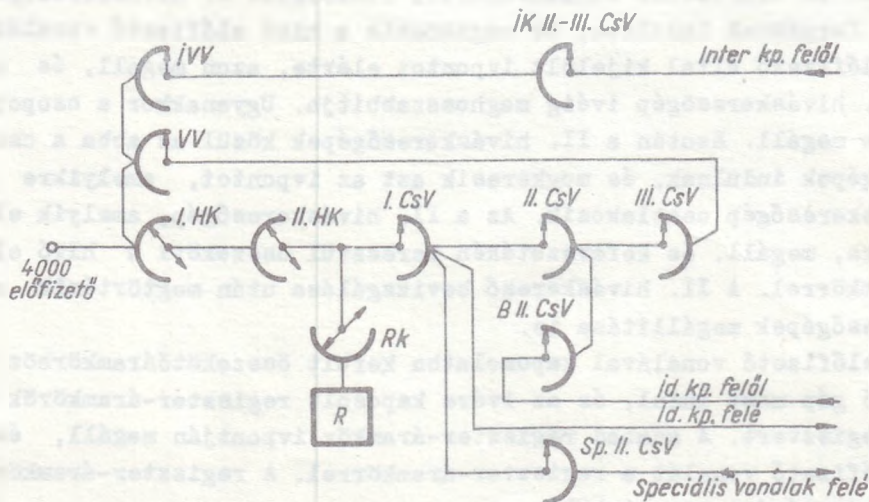 İVV
İK II.-III. CsV
Inter kp. felől
VV
I. HK
II. HK
I. CsV
II. CsV
III. CsV
4000
előfizető
Rk
R
B II. CsV
İd. kp. felől
Id. kp. felé
Sp. II. CsV
Speciális vonalak felé